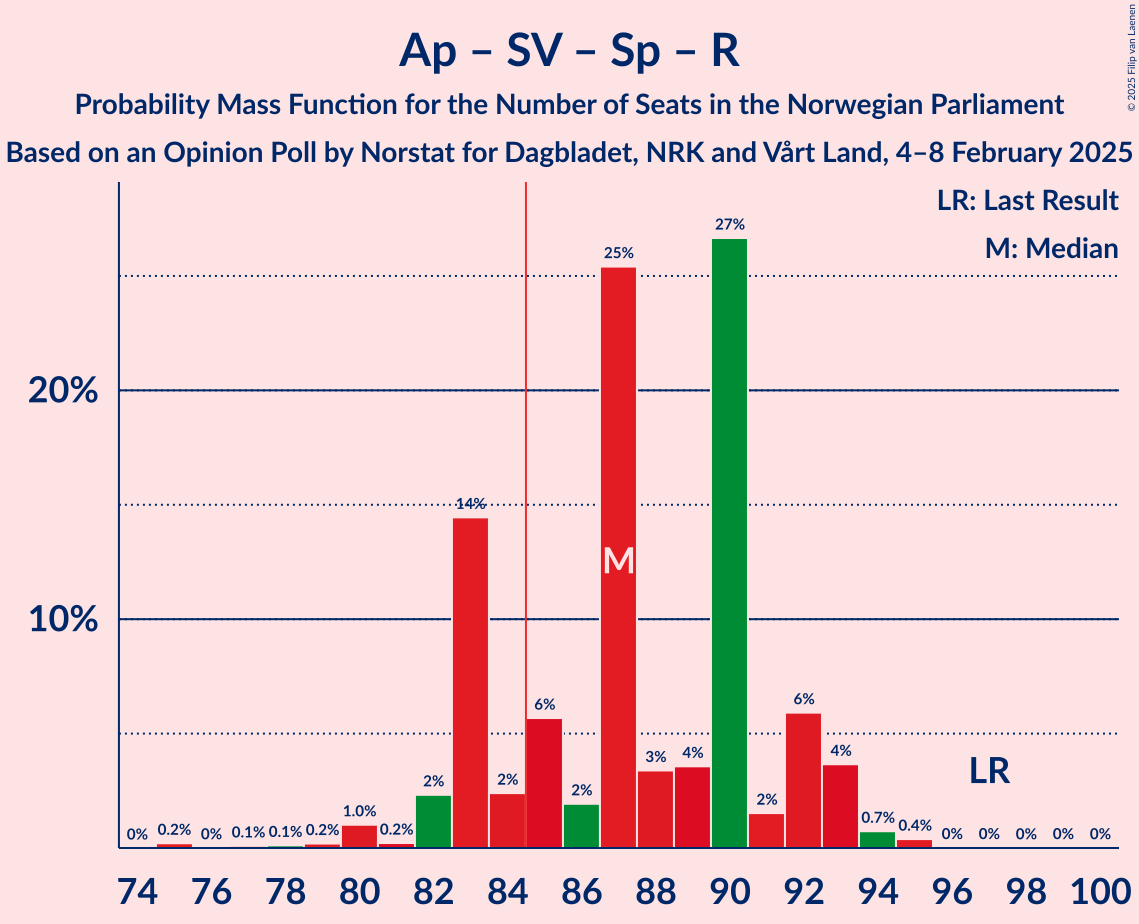 Ap – SV – Sp – R
Probability Mass Function for the Number of Seats in the Norwegian Parliament
Based on an Opinion Poll by Norstat for Dagbladet, NRK and Vårt Land, 4–8 February 2025
© 2025 Filip van Laenen
LR: Last Result
M: Median
27%
25%
20%
14%
M
10%
6% 6%
LR
2% 2% 2% 3% 4% 2% 4%
0% 0.2% 0% 0.1% 0.1% 0.2% 1.0% 0.2% 0.7% 0.4% 0% 0% 0% 0% 0%
74 76 78 80 82 84 86 88 90 92 94 96 98 100